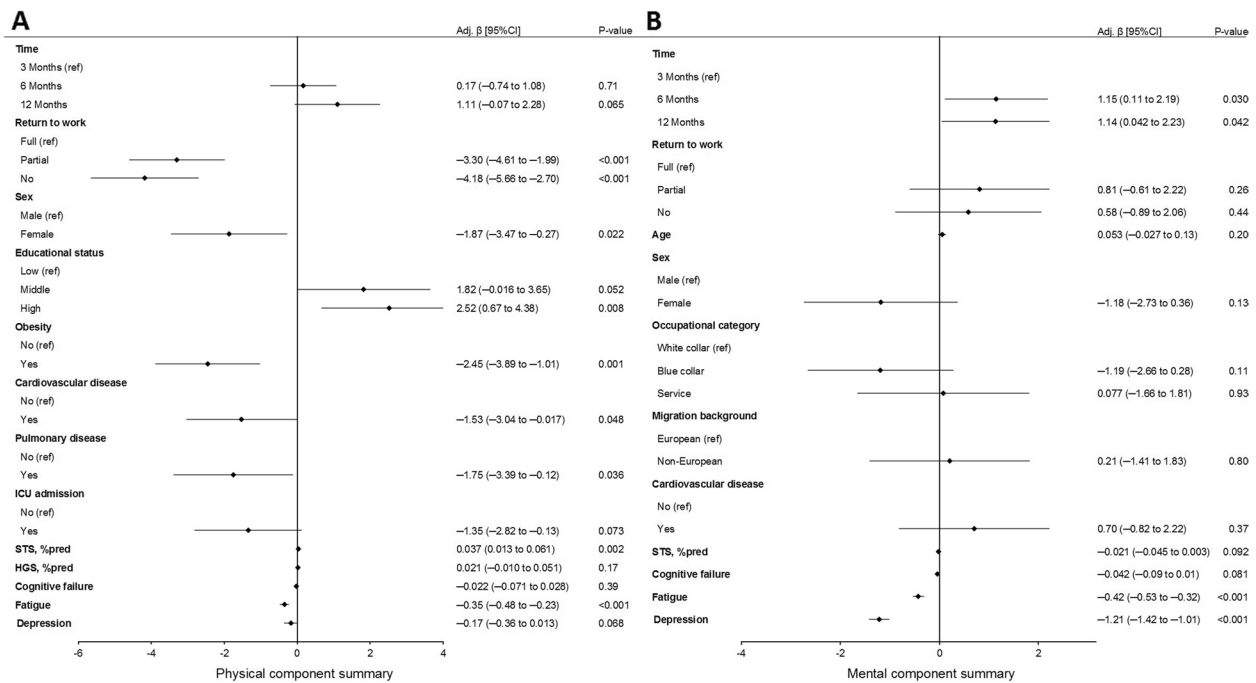 A
Adj. β [95%CI] P-value
Time
3 Months (ref)
6 Months 0.17 (−0.74 to 1.08) 0.71
12 Months 1.11 (−0.07 to 2.28) 0.065
Return to work
Full (ref)
Partial −3.30 (−4.61 to −1.99) <0.001
No −4.18 (−5.66 to −2.70) <0.001
Sex
Male (ref)
Female −1.87 (−3.47 to −0.27) 0.022
Educational status
Low (ref)
Middle 1.82 (−0.016 to 3.65) 0.052
High 2.52 (0.67 to 4.38) 0.008
Obesity
No (ref)
Yes −2.45 (−3.89 to −1.01) 0.001
Cardiovascular disease
No (ref)
Yes −1.53 (−3.04 to −0.017) 0.048
Pulmonary disease
No (ref)
Yes −1.75 (−3.39 to −0.12) 0.036
ICU admission
No (ref)
Yes −1.35 (−2.82 to −0.13) 0.073
STS, %pred 0.037 (0.013 to 0.061) 0.002
HGS, %pred 0.021 (−0.010 to 0.051) 0.17
Cognitive failure −0.022 (−0.071 to 0.028) 0.39
Fatigue −0.35 (−0.48 to −0.23) <0.001
Depression −0.17 (−0.36 to 0.013) 0.068
-6 -4 -2 0 2 4
Physical component summary
B
Adj. β [95%CI] P-value
Time
3 Months (ref)
6 Months 1.15 (0.11 to 2.19) 0.030
12 Months 1.14 (0.042 to 2.23) 0.042
Return to work
Full (ref)
Partial 0.81 (−0.61 to 2.22) 0.26
No 0.58 (−0.89 to 2.06) 0.44
Age 0.053 (−0.027 to 0.13) 0.20
Sex
Male (ref)
Female −1.18 (−2.73 to 0.36) 0.13
Occupational category
White collar (ref)
Blue collar −1.19 (−2.66 to 0.28) 0.11
Service 0.077 (−1.66 to 1.81) 0.93
Migration background
European (ref)
Non-European 0.21 (−1.41 to 1.83) 0.80
Cardiovascular disease
No (ref)
Yes 0.70 (−0.82 to 2.22) 0.37
STS, %pred −0.021 (−0.045 to 0.003) 0.092
Cognitive failure −0.042 (−0.09 to 0.01) 0.081
Fatigue −0.42 (−0.53 to −0.32) <0.001
Depression −1.21 (−1.42 to −1.01) <0.001
-4 -2 0 2
Mental component summary